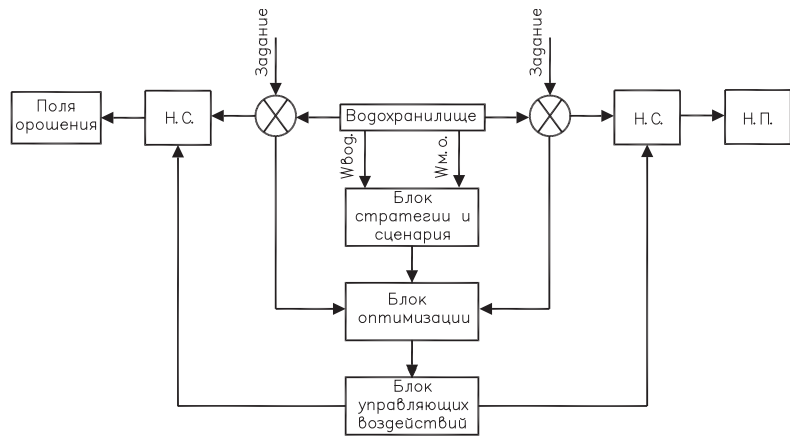 Задание
Задание
Поля
орошения
Н. С.
Водохранилище
Н. С.
Н. П.
Wвод.
Wм. о.
Блок
стратегии и
сценария
Блок
оптимизации
Блок
управляющих
воздействий